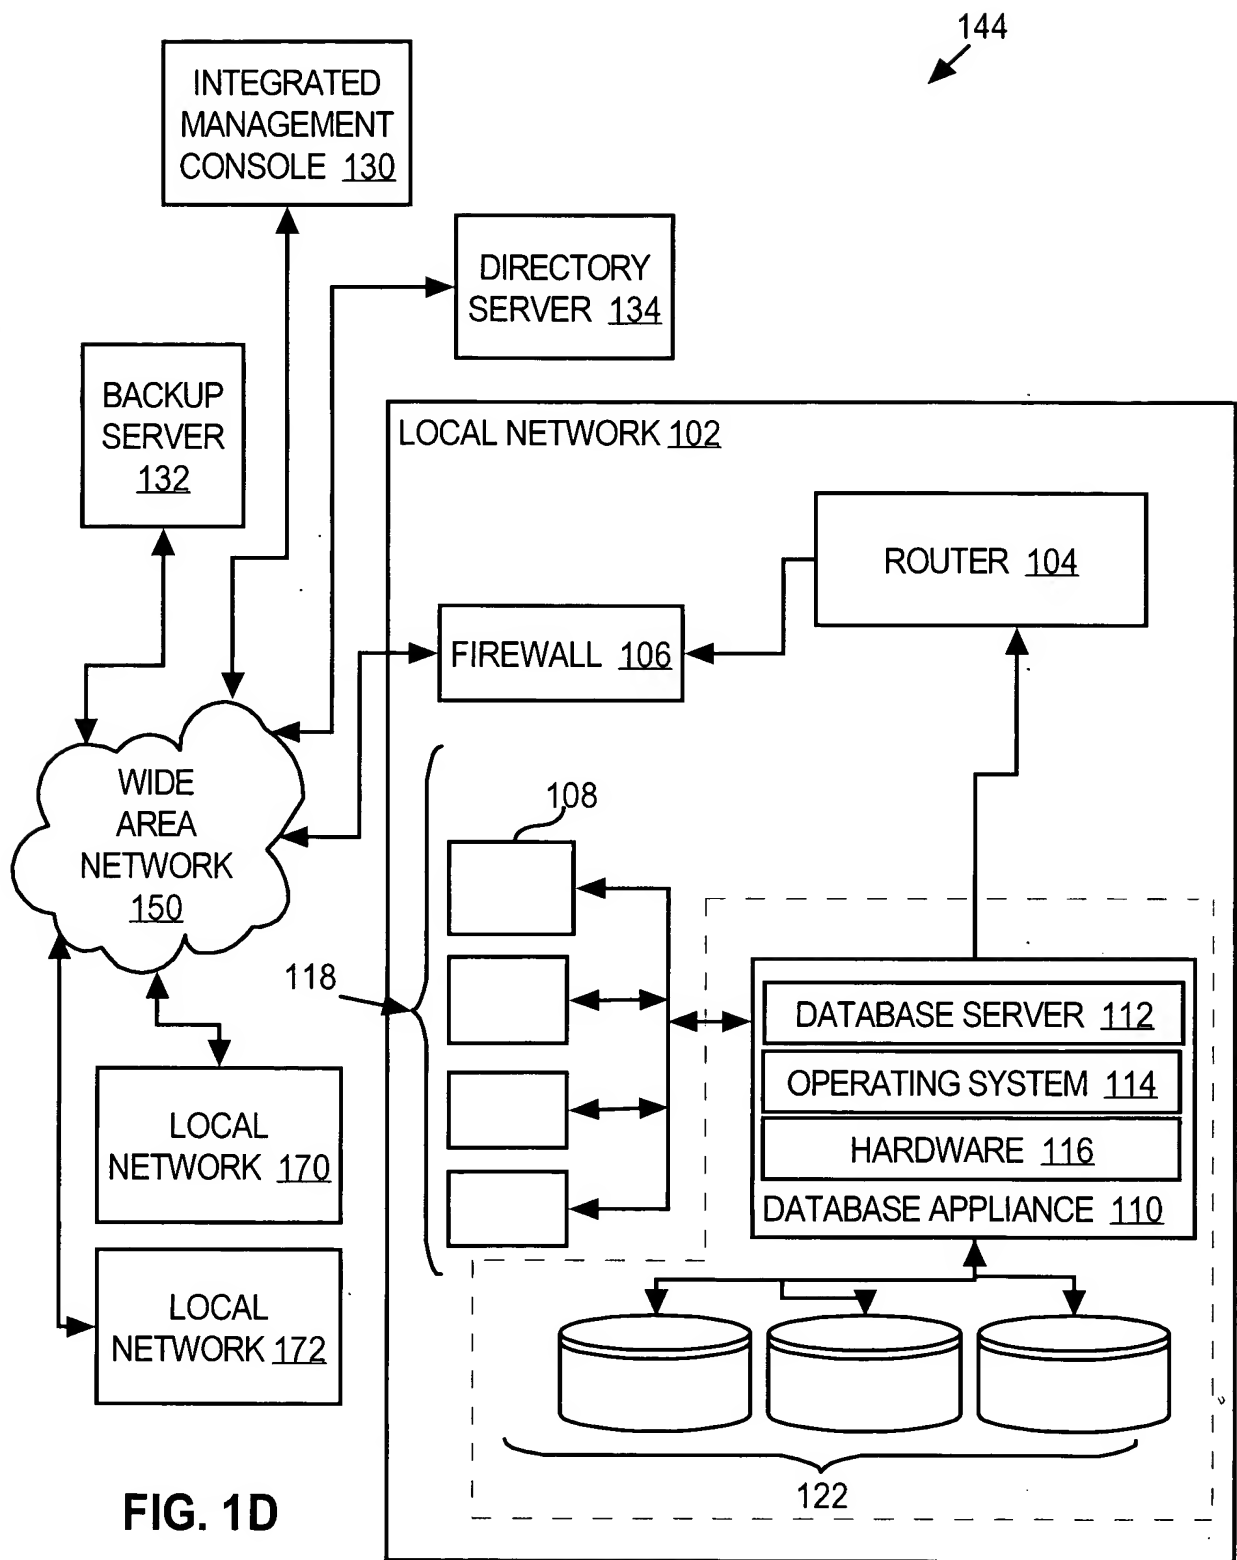 144
INTEGRATED
MANAGEMENT
CONSOLE 130
DIRECTORY
SERVER 134
BACKUP
SERVER
132
LOCAL NETWORK 102
ROUTER 104
FIREWALL 106
WIDE
AREA
NETWORK
150
108
118
DATABASE SERVER 112
OPERATING SYSTEM 114
HARDWARE 116
DATABASE APPLIANCE 110
LOCAL
NETWORK 170
LOCAL
NETWORK 172
122
FIG. 1D